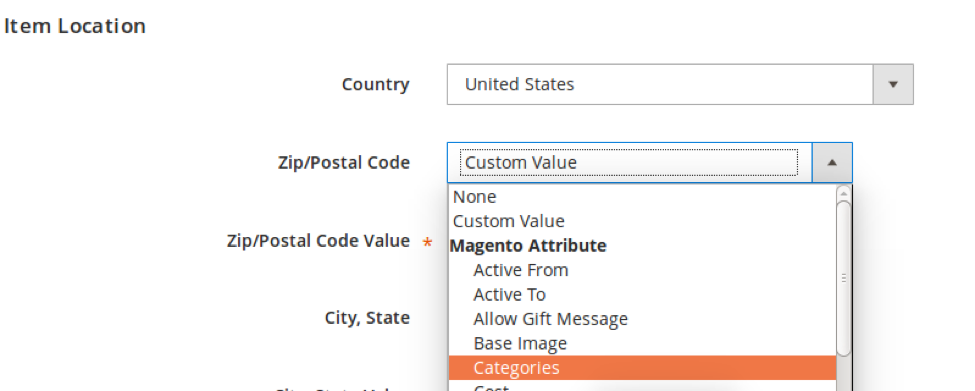 Item Location
Country
United States
Zip/Postal Code
Custom Value
None
Custom Value
Zip/Postal Code Value *
Magento Attribute
Active From
Active To
City, State
Allow Gift Message
Base Image
Categories
Cost